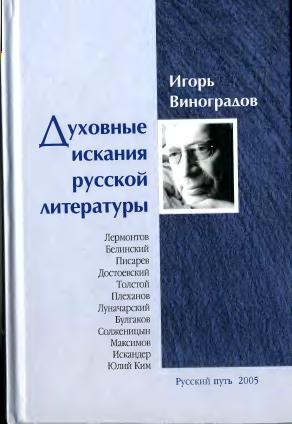 Игорь
Виноградов
Духовные
искания
русской
литературы
Лермонтов
Белинский
Писарев
Достоевский
Толстой
Плеханов
Луначарский
Булгаков
Солженицын
Максимов
Искандер
Юлий Ким
Русский путь 2005